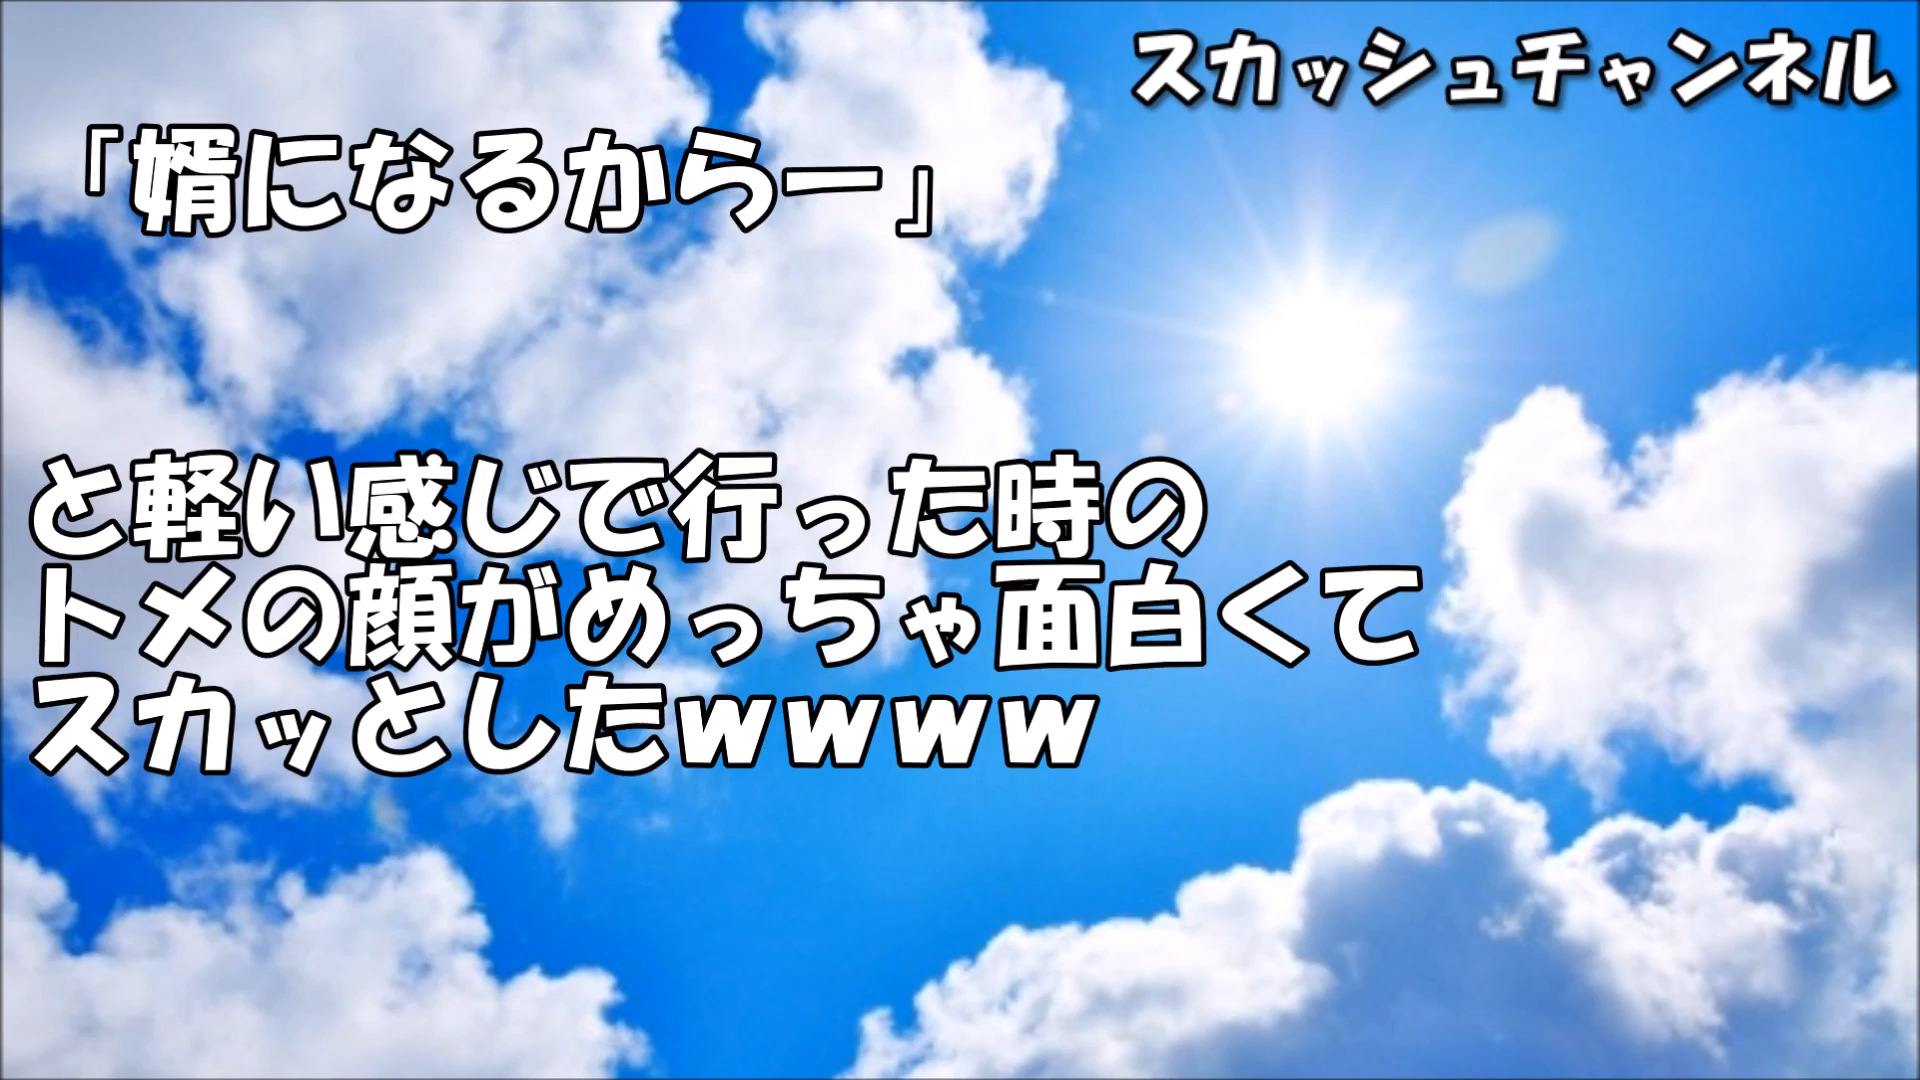 スカッシュチャンネル
「婿になるからー」
と軽い感じで行った時の
トメの顔がめっちゃ面白くて
スカッとしたｗｗｗｗ